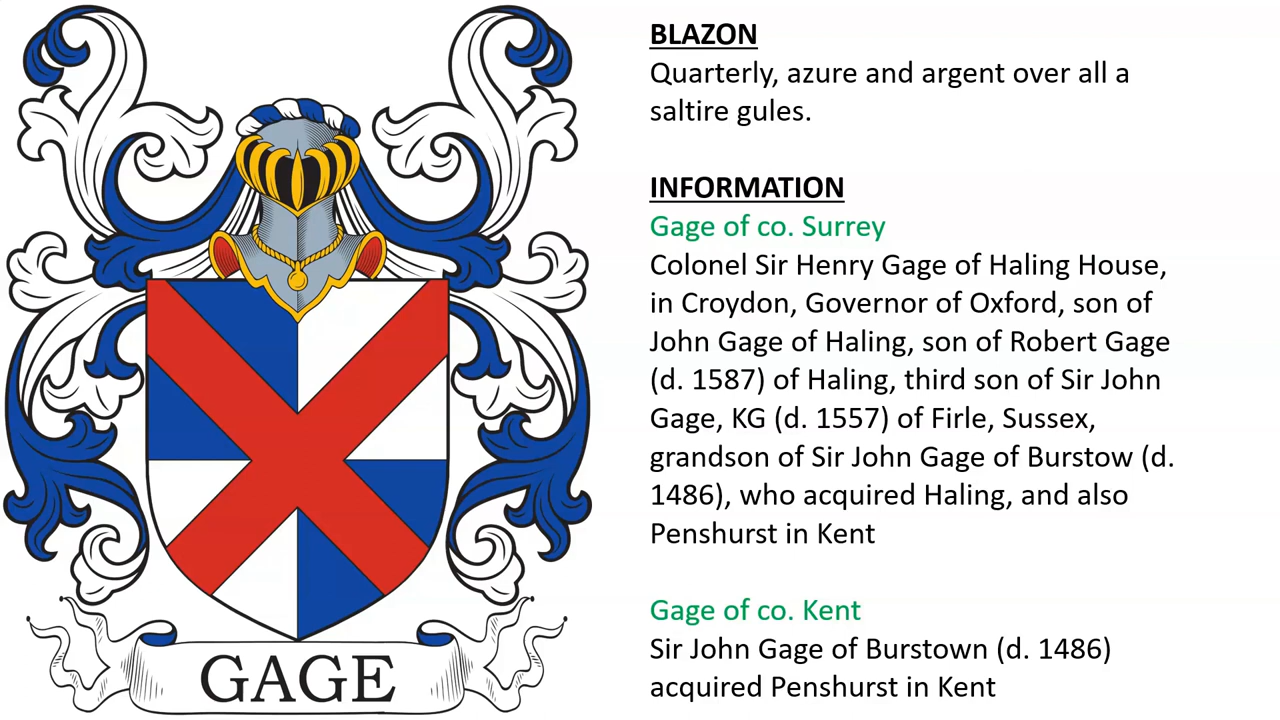 BLAZON
Quarterly, azure and argent over all a
saltire gules.
INFORMATION
Gage of co. Surrey
Colonel Sir Henry Gage of Haling House,
in Croydon, Governor of Oxford, son of
John Gage of Haling, son of Robert Gage
(d. 1587) of Haling, third son of Sir John
Gage, KG (d. 1557) of Firle, Sussex,
grandson of Sir John Gage of Burstow (d.
1486), who acquired Haling, and also
Penshurst in Kent
Gage of co. Kent
Sir John Gage of Burstown (d. 1486)
acquired Penshurst in Kent
GAGE